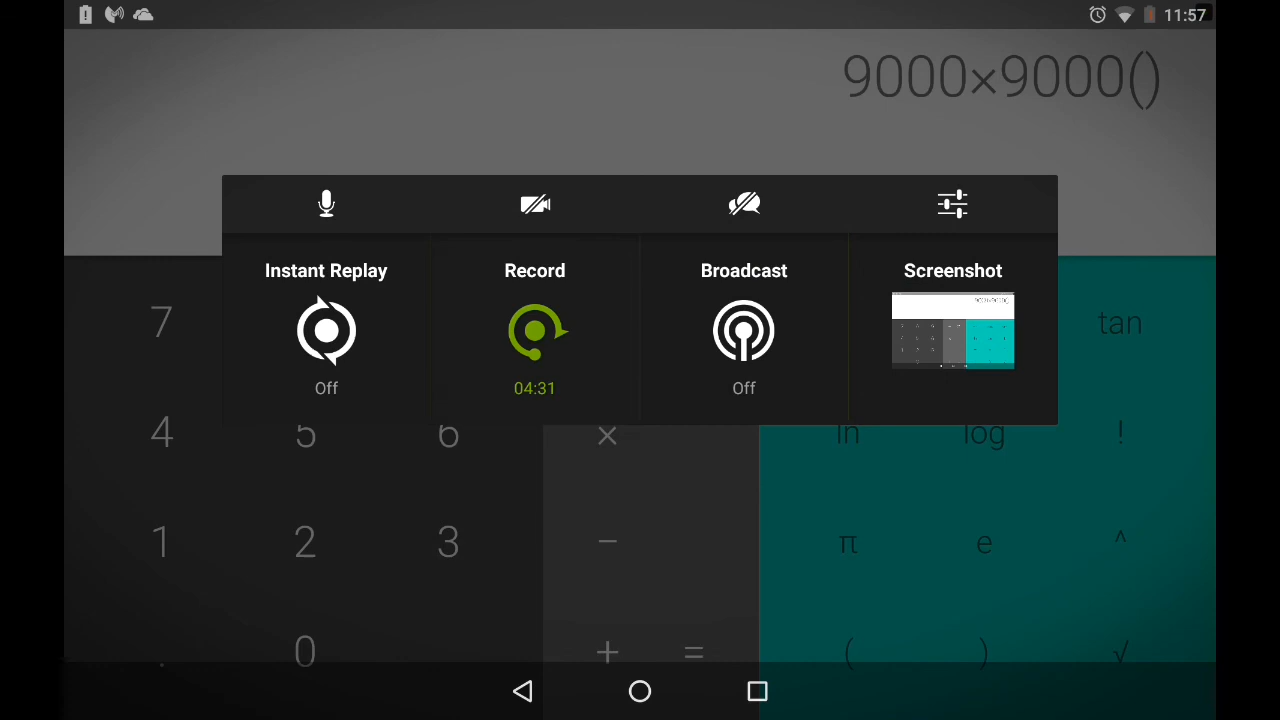 11:57
9000×9000()
Instant Replay Record Broadcast Screenshot
Off 04:31 Off
7 tan
4 5 6 × ln log !
1 2 3 − π e ^
. 0 + = ( ) √